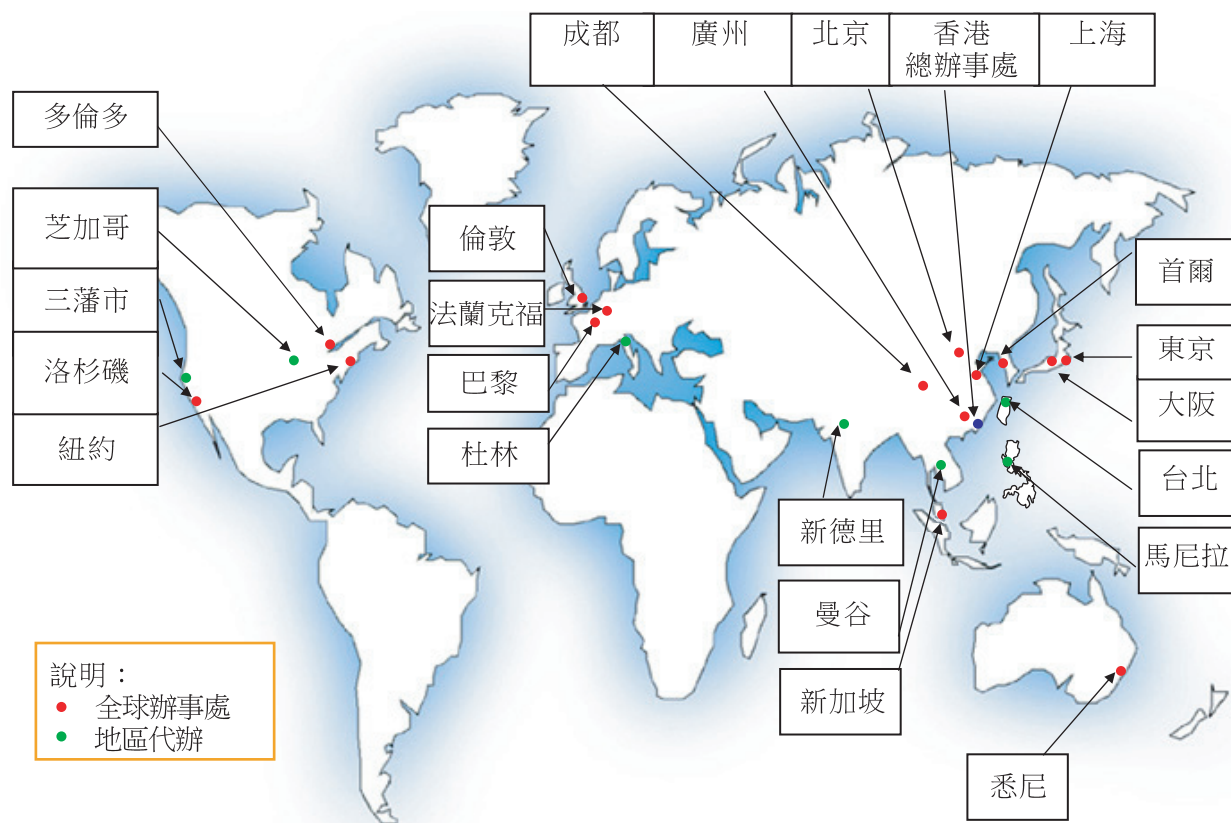 成都
廣州
北京
香港
總辦事處
上海
多倫多
芝加哥
三藩市
洛杉磯
紐約
倫敦
法蘭克福
巴黎
杜林
首爾
東京
大阪
台北
馬尼拉
新德里
曼谷
新加坡
悉尼
說明：
全球辦事處
地區代辦